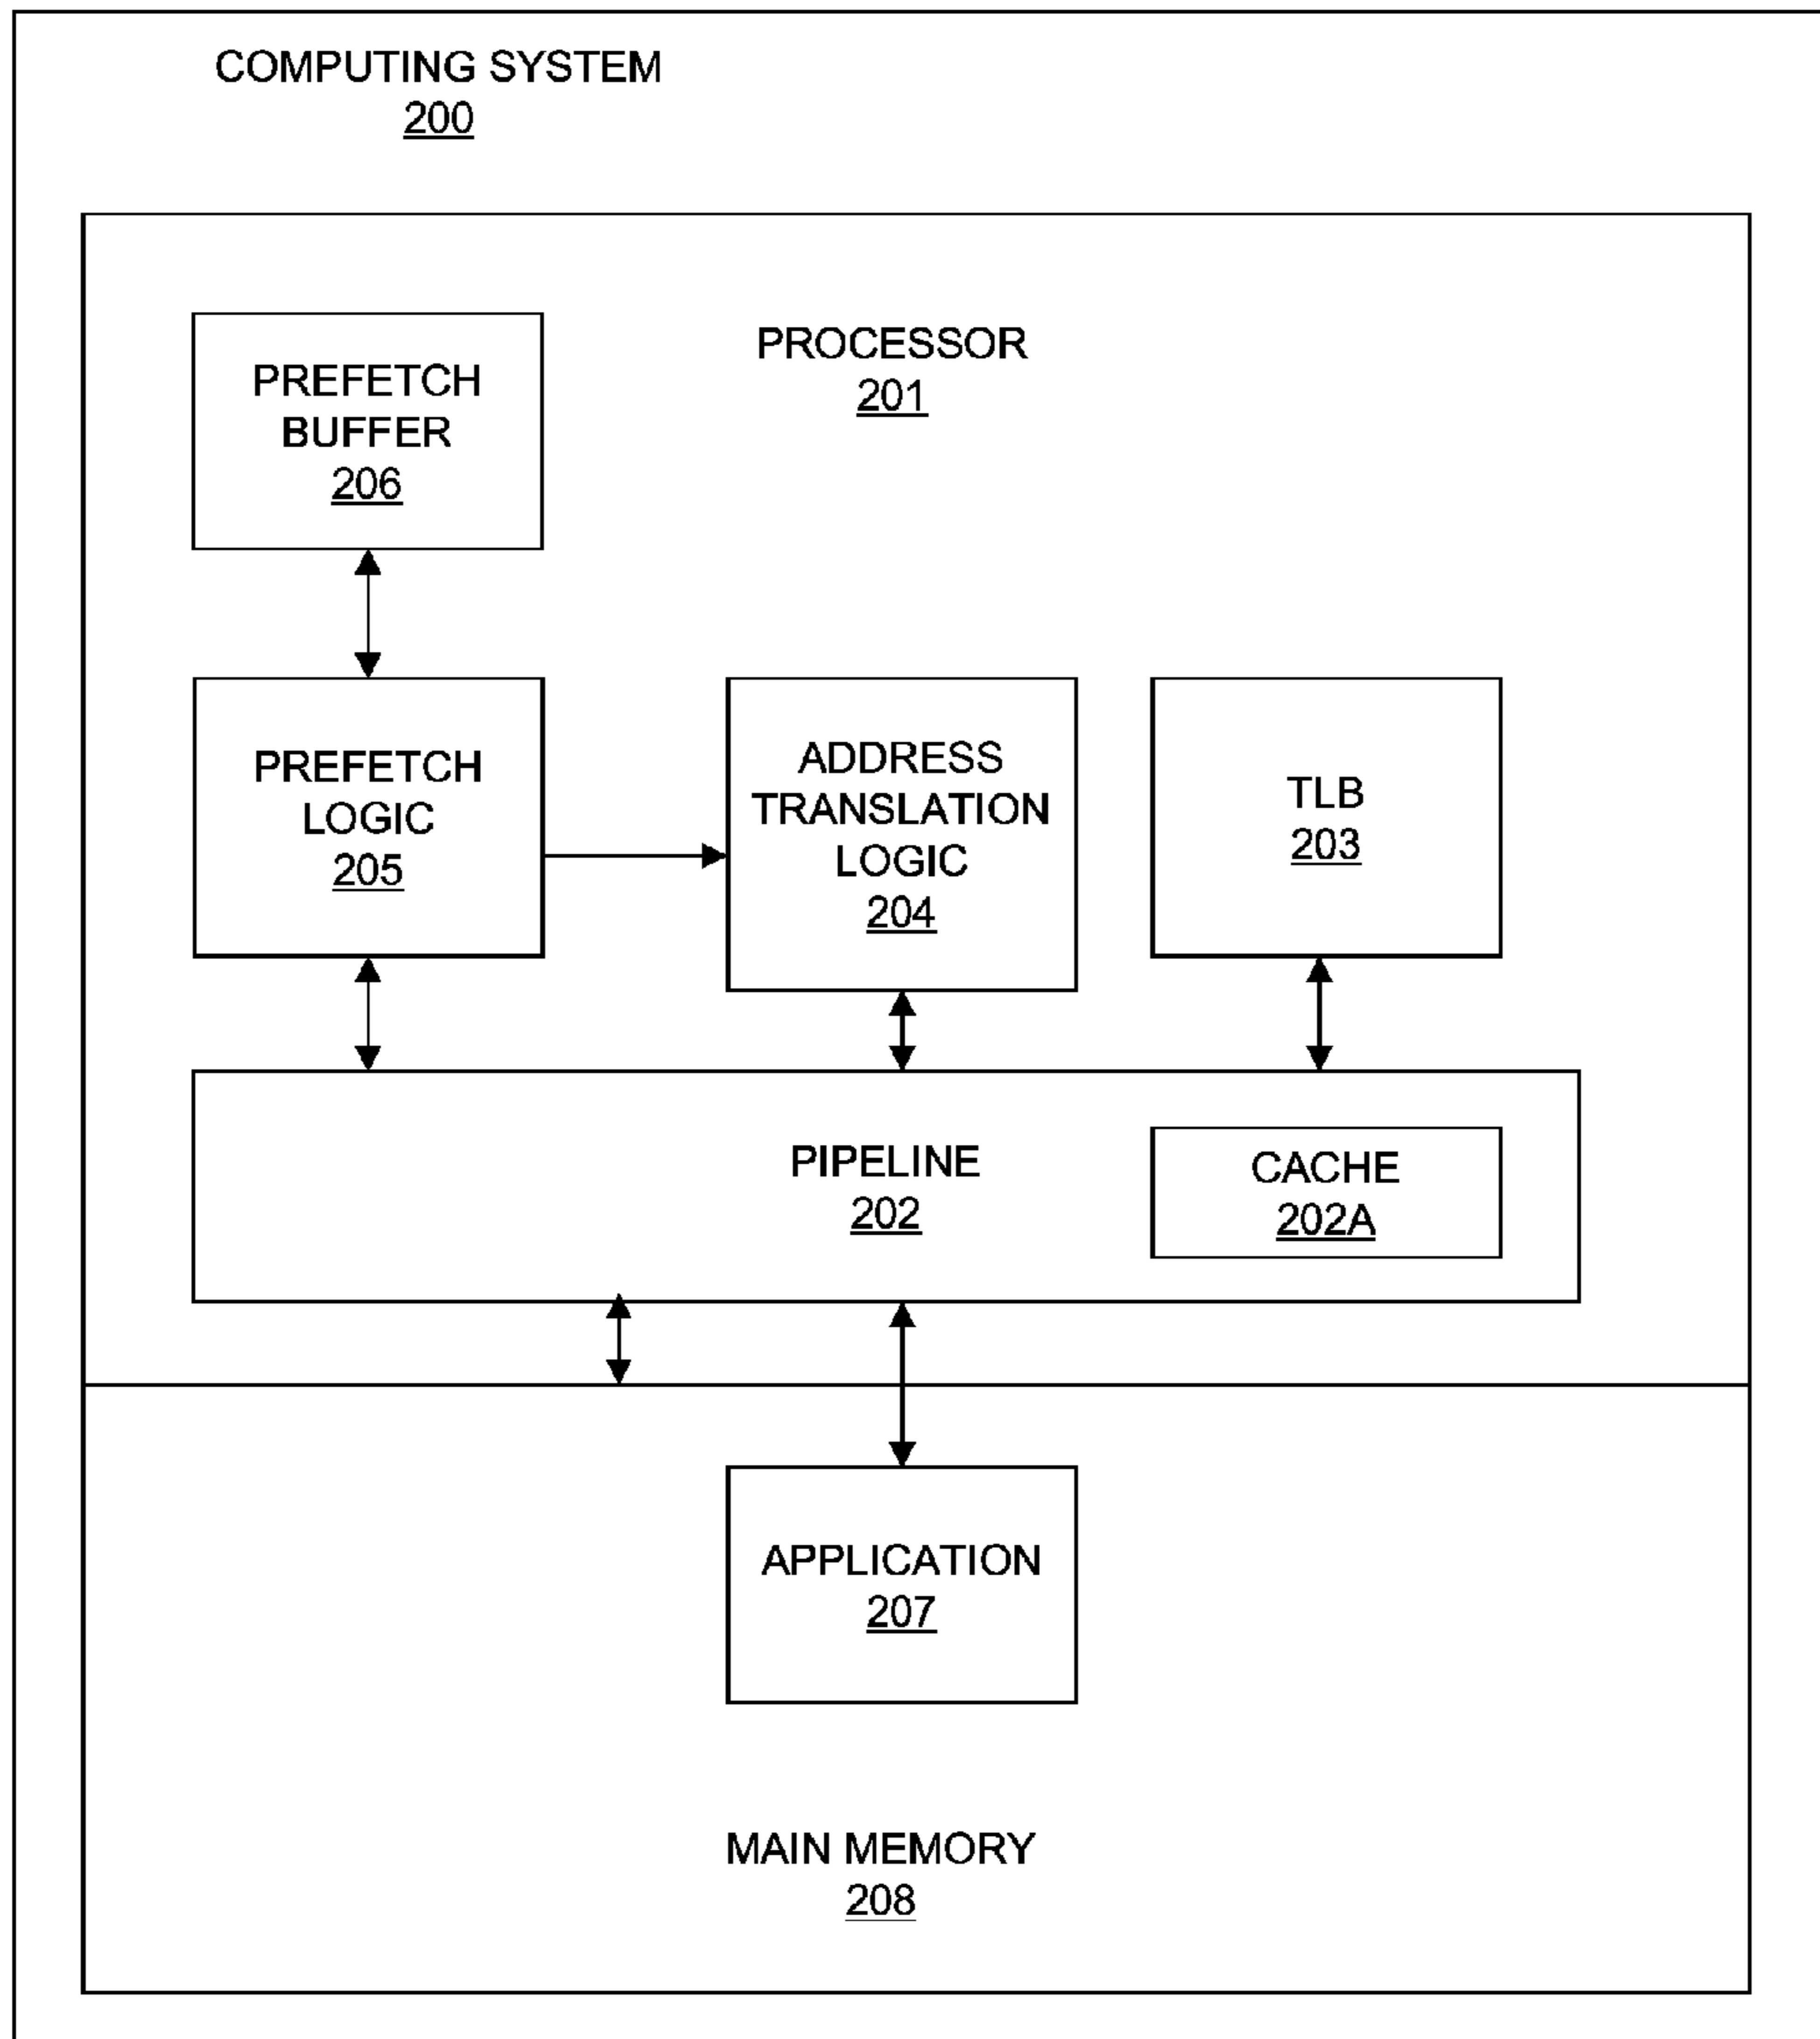 COMPUTING SYSTEM
200
PROCESSOR
201
PREFETCH
BUFFER
206
PREFETCH
LOGIC
205
ADDRESS
TRANSLATION
LOGIC
204
TLB
203
PIPELINE
202
CACHE
202A
APPLICATION
207
MAIN MEMORY
208